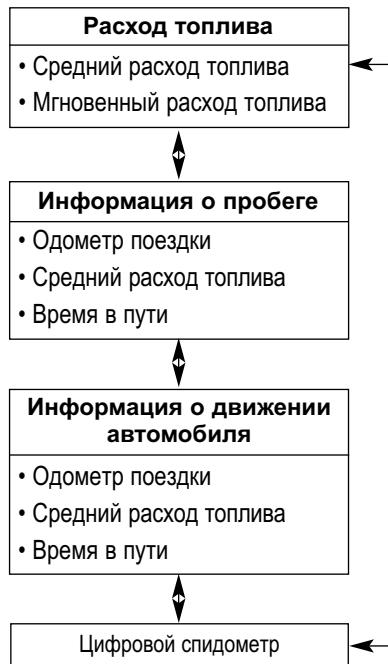 Расход топлива
• Средний расход топлива
• Мгновенный расход топлива
Информация о пробеге
• Одометр поездки
• Средний расход топлива
• Время в пути
Информация о движении
автомобиля
• Одометр поездки
• Средний расход топлива
• Время в пути
Цифровой спидометр